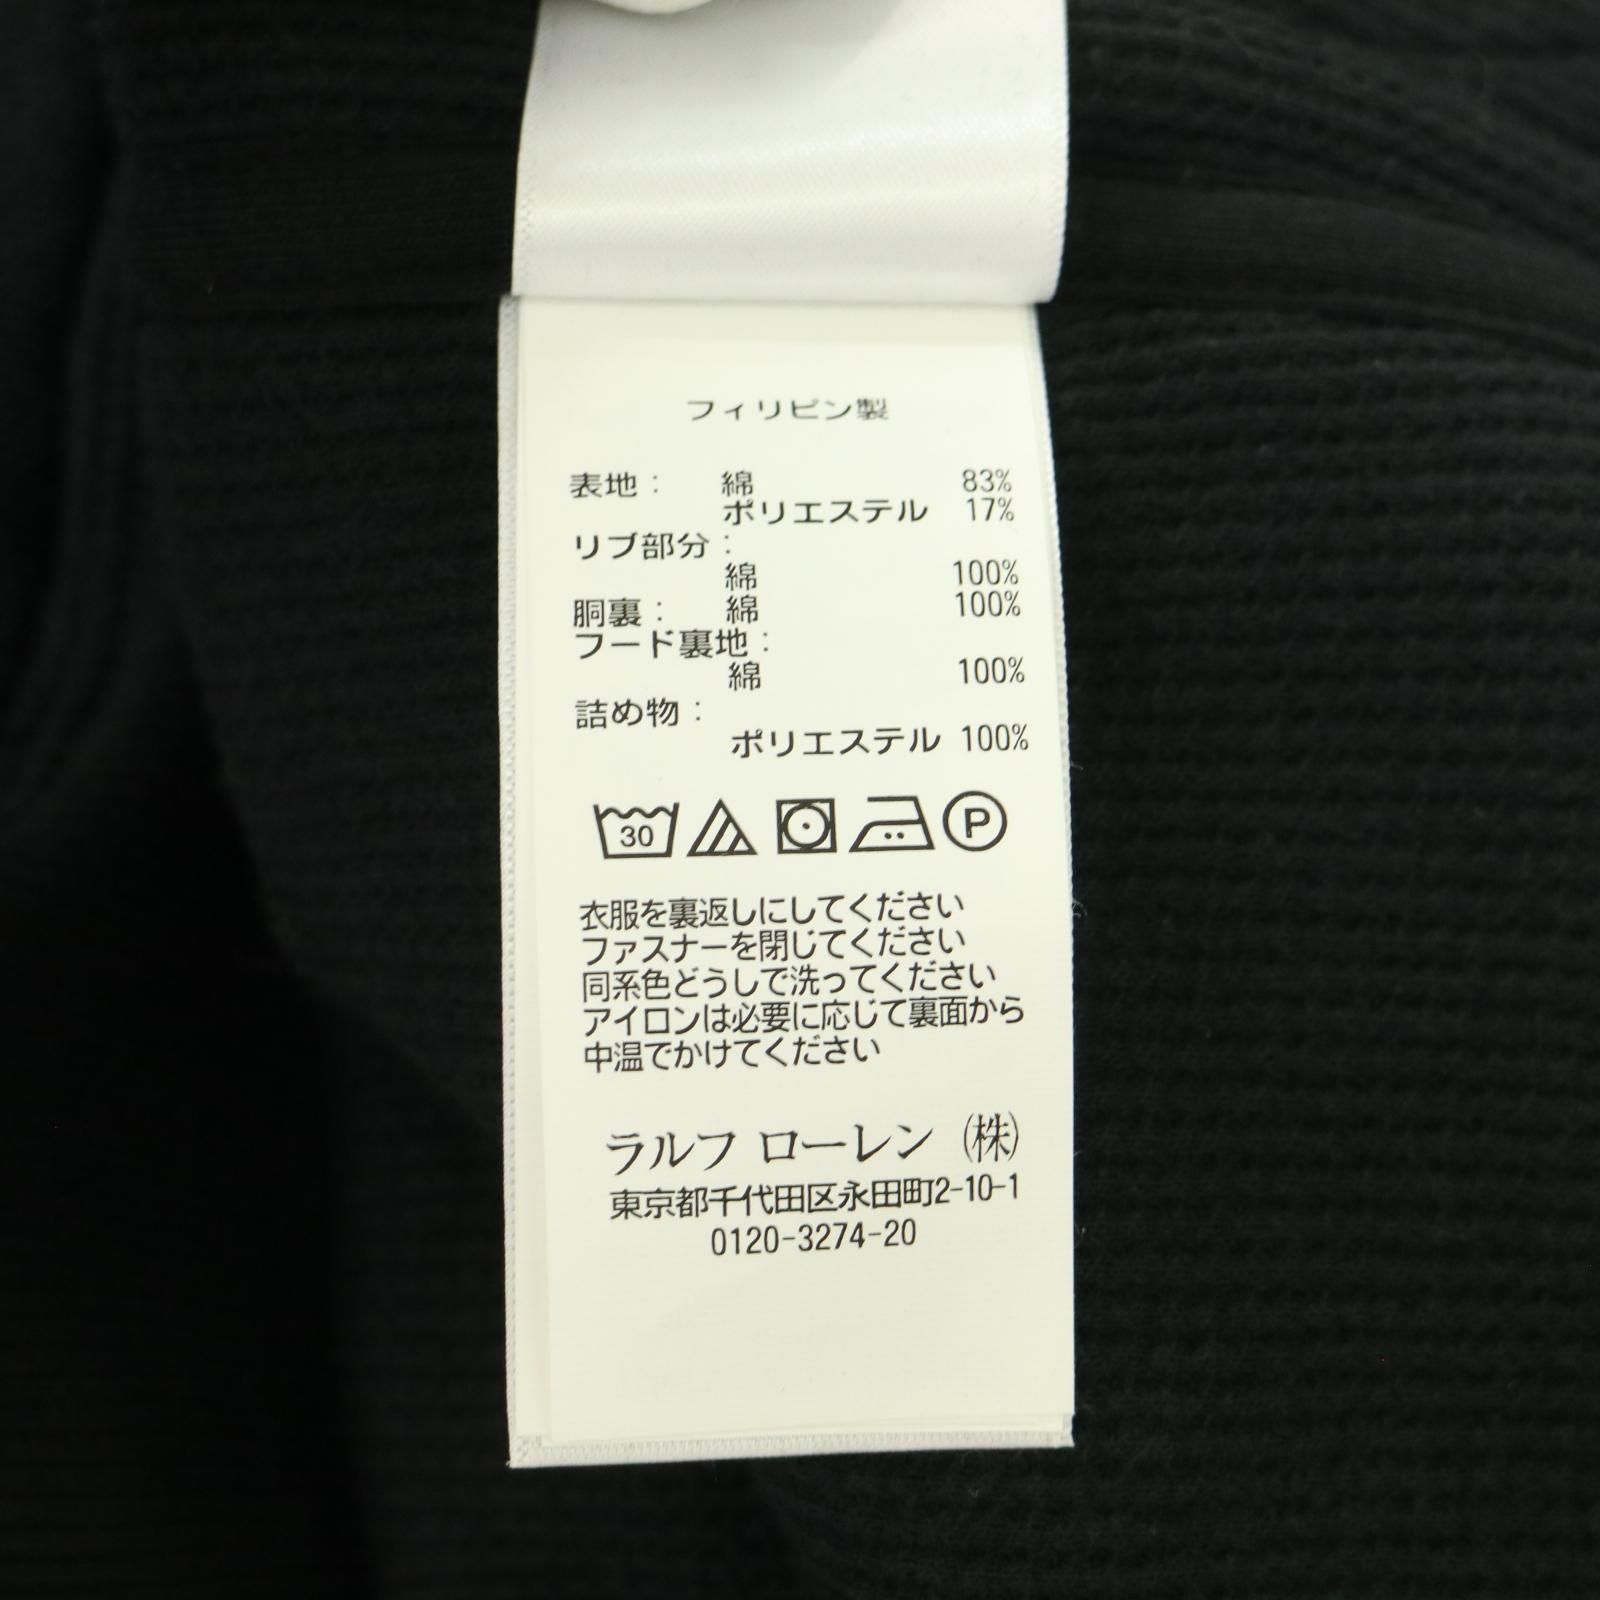 フィリピン製
表地： 綿 83%
ポリエステル 17%
リブ部分：
綿 100%
胴裏： 綿 100%
フード裏地：
綿 100%
詰め物：
ポリエステル 100%
30 P
衣服を裏返しにしてください
ファスナーを閉じてください
同系色どうしで洗ってください
アイロンは必要に応じて裏面から
中温でかけてください
ラルフ ローレン (株)
東京都千代田区永田町2-10-1
0120-3274-20